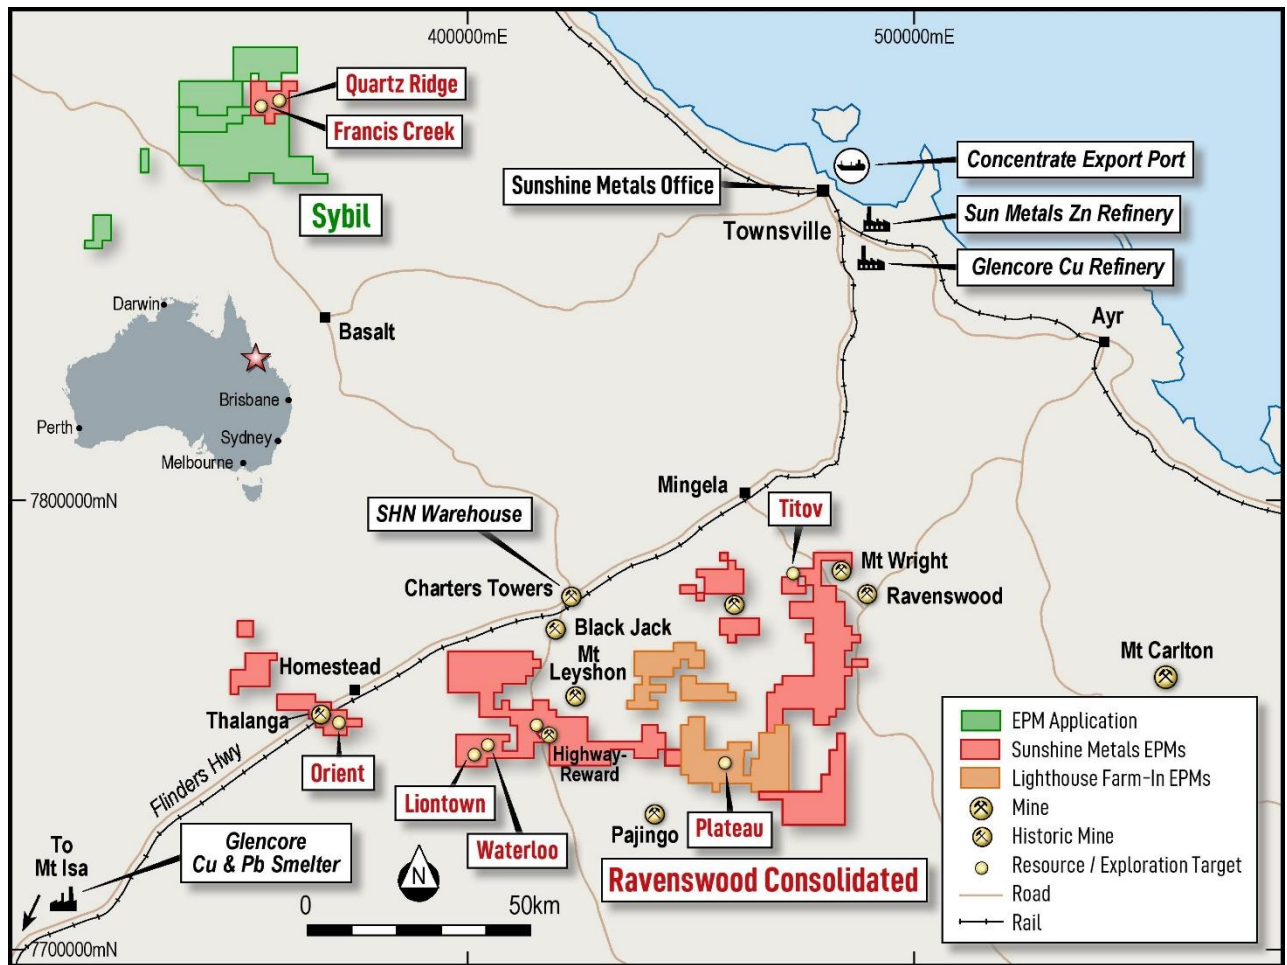 400000mE
500000mE
Quartz Ridge
Francis Creek
Sybil
Concentrate Export Port
Sunshine Metals Office
Sun Metals Zn Refinery
Townsville
Glencore Cu Refinery
Darwin
Basalt
Ayr
Brisbane
Perth
Sydney
Melbourne
Mingela
7800000mN
SHN Warehouse
Titov
Mt Wright
Charters Towers
Ravenswood
Black Jack
Mt
Leyshon
Homestead
Mt Carlton
Thalanga
Highway-
Reward
Orient
Flinders Hwy
Liontown
Waterloo
Pajingo
Plateau
Ravenswood Consolidated
To
Mt Isa
Glencore
Cu & Pb Smelter
N
0
50km
7700000mN
EPM Application
Sunshine Metals EPMs
Lighthouse Farm-In EPMs
Mine
Historic Mine
Resource / Exploration Target
Road
Rail